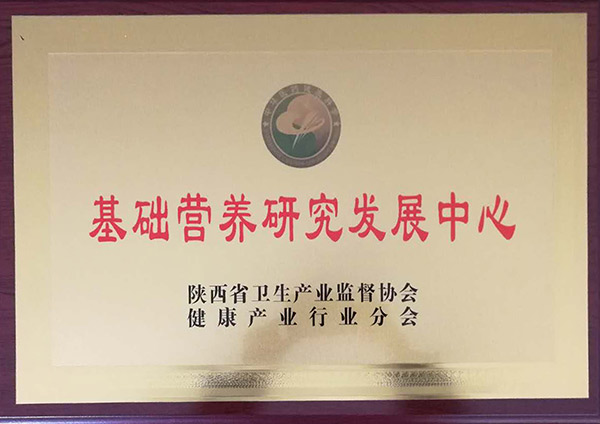 基础营养研究发展中心
陕西省卫生产业监督协会
健康产业行业分会